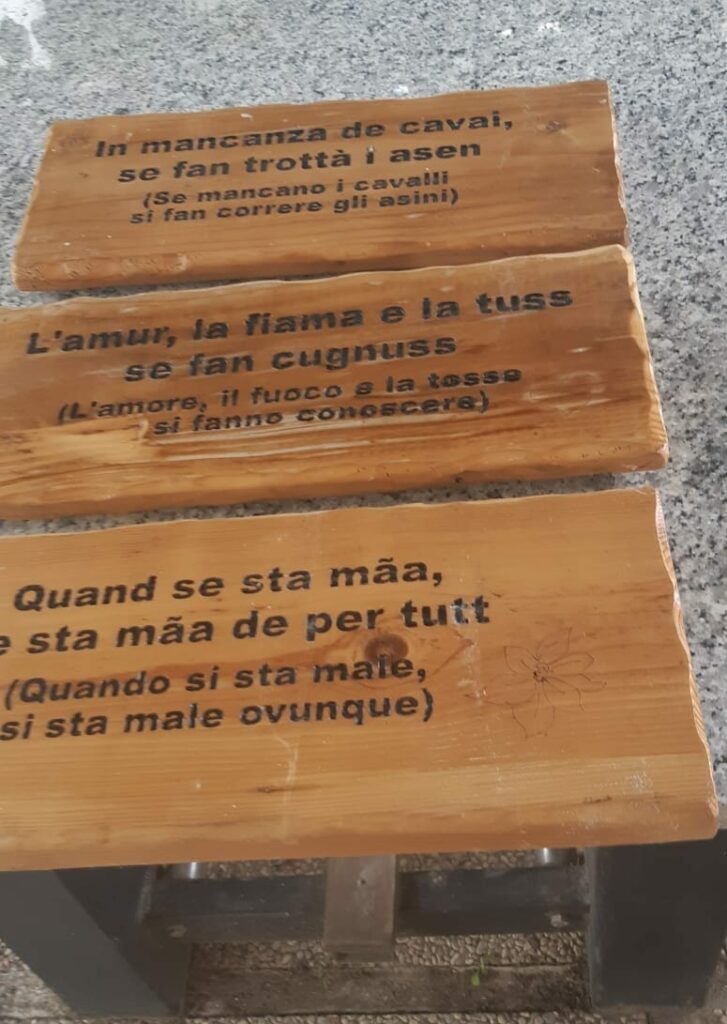 In mancanza de cavai,
se fan trottà i asen
(Se mancano i cavalli
si fan correre gli asini)
L'amur, la fiama e la tuss
se fan cugnuss
(L'amore, il fuoco e la tosse
si fanno conoscere)
Quand se sta mãa,
e sta mãa de per tutt
(Quando si sta male,
si sta male ovunque)